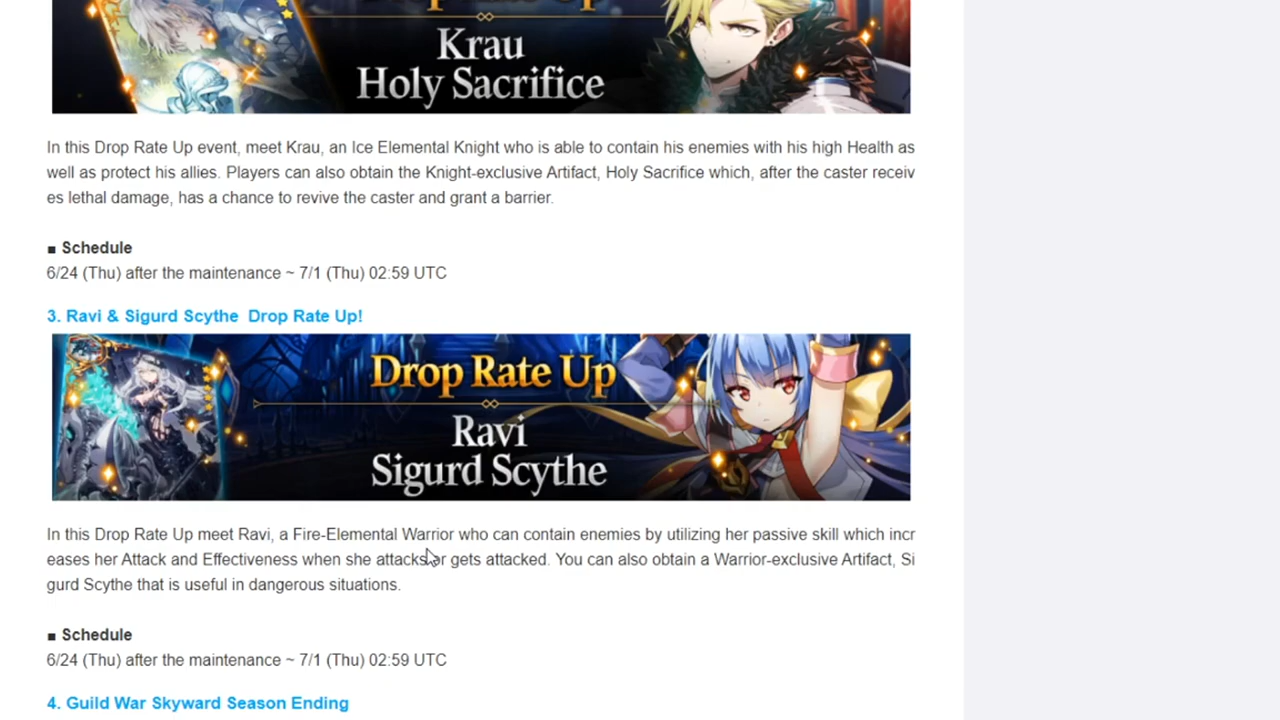 Krau
Holy Sacrifice
In this Drop Rate Up event, meet Krau, an Ice Elemental Knight who is able to contain his enemies with his high Health as
well as protect his allies. Players can also obtain the Knight-exclusive Artifact, Holy Sacrifice which, after the caster receiv
es lethal damage, has a chance to revive the caster and grant a barrier.
■ Schedule
6/24 (Thu) after the maintenance ~ 7/1 (Thu) 02:59 UTC
3. Ravi & Sigurd Scythe Drop Rate Up!
Drop Rate Up
Ravi
Sigurd Scythe
In this Drop Rate Up meet Ravi, a Fire-Elemental Warrior who can contain enemies by utilizing her passive skill which incr
eases her Attack and Effectiveness when she attacks or gets attacked. You can also obtain a Warrior-exclusive Artifact, Si
gurd Scythe that is useful in dangerous situations.
■ Schedule
6/24 (Thu) after the maintenance ~ 7/1 (Thu) 02:59 UTC
4. Guild War Skyward Season Ending